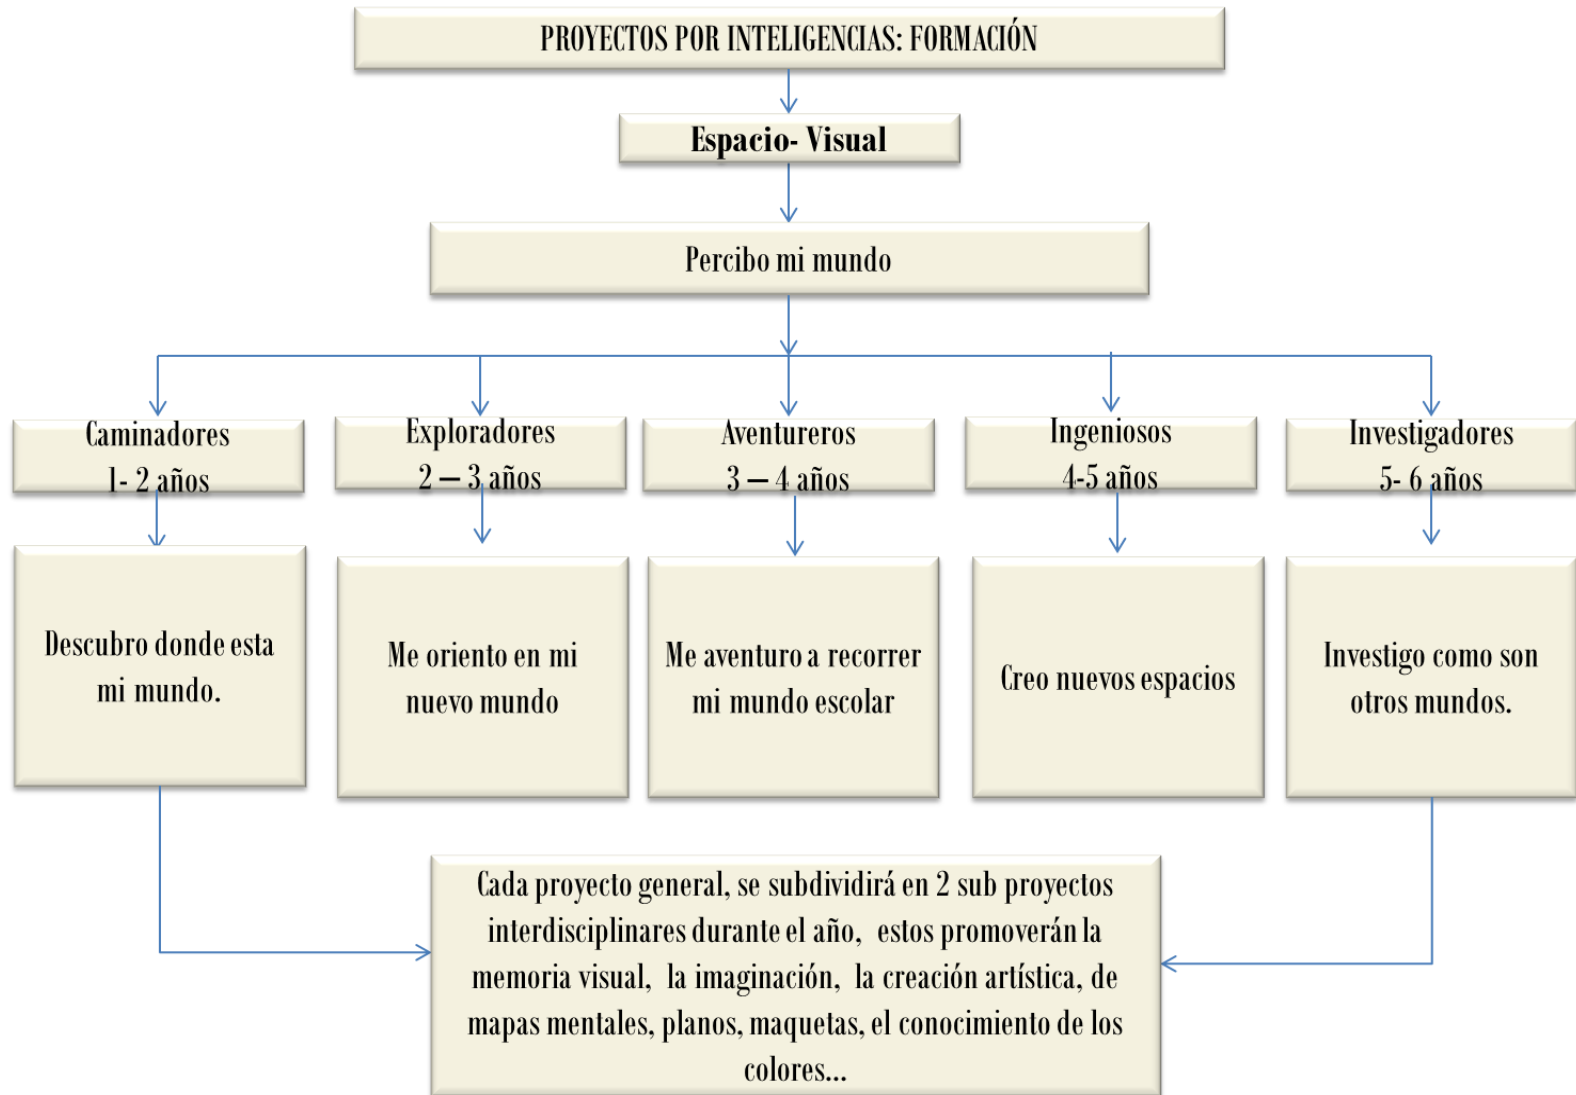 PROYECTOS POR INTELIGENCIAS: FORMACIÓN
Espacio- Visual
Percibo mi mundo
Caminadores
1- 2 años
Exploradores
2 – 3 años
Aventureros
3 – 4 años
Ingeniosos
4-5 años
Investigadores
5- 6 años
Descubro donde esta
mi mundo.
Me oriento en mi
nuevo mundo
Me aventuro a recorrer
mi mundo escolar
Creo nuevos espacios
Investigo como son
otros mundos.
Cada proyecto general, se subdividirá en 2 sub proyectos
interdisciplinares durante el año,  estos promoverán la
memoria visual,  la imaginación,  la creación artística, de
mapas mentales, planos, maquetas, el conocimiento de los
colores...